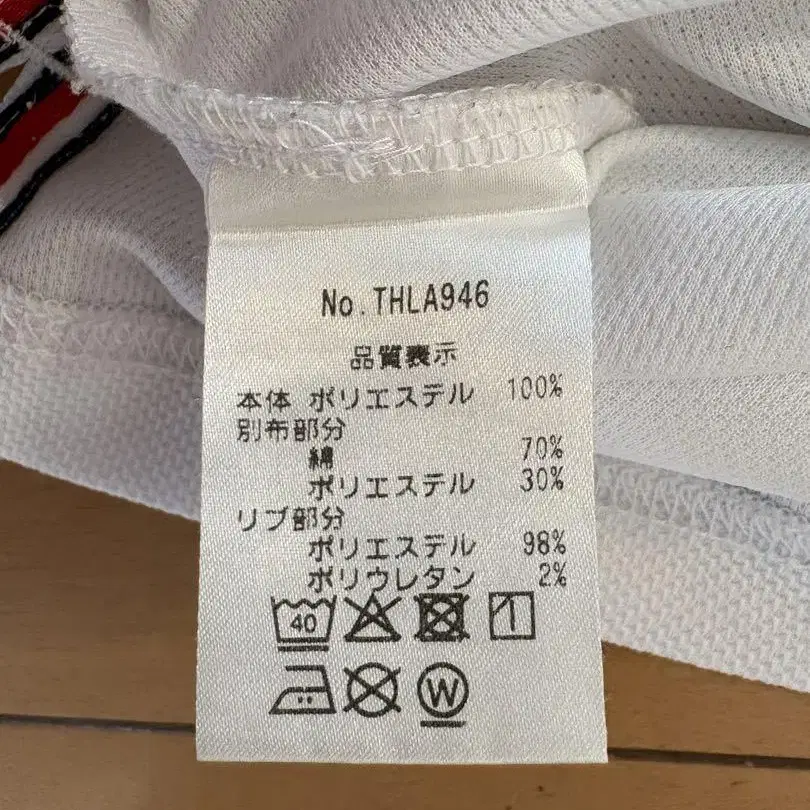 No.THLA946
品質表示
本体 ポリエステル 100%
別布部分
綿 70%
ポリエステル 30%
リブ部分
ポリエステル 98%
ポリウレタン 2%
40
W